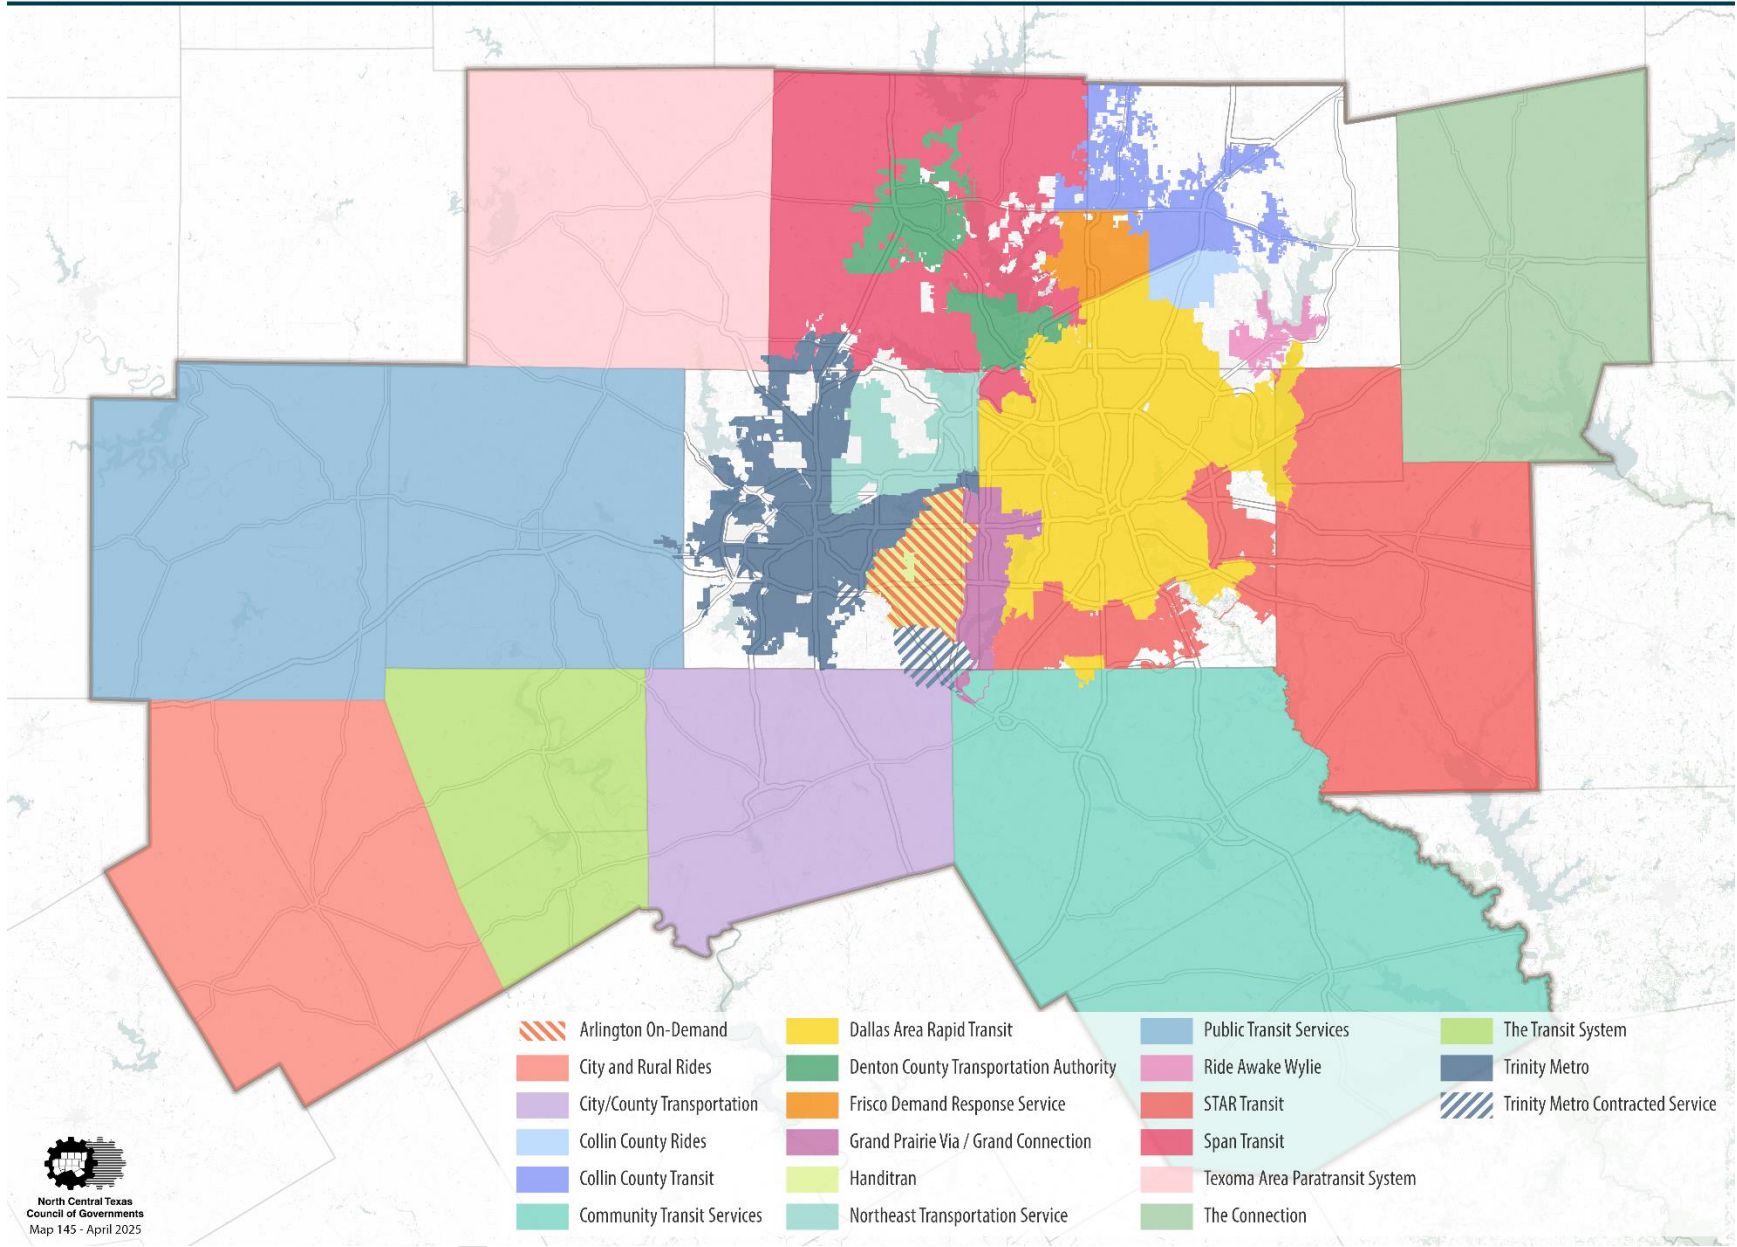 Arlington On-Demand
City and Rural Rides
City/County Transportation
Collin County Rides
Collin County Transit
Community Transit Services
Dallas Area Rapid Transit
Denton County Transportation Authority
Frisco Demand Response Service
Grand Prairie Via / Grand Connection
Handitran
Northeast Transportation Service
Public Transit Services
Ride Awake Wylie
STAR Transit
Span Transit
Texoma Area Paratransit System
The Connection
The Transit System
Trinity Metro
Trinity Metro Contracted Service
North Central Texas
Council of Governments
Map 145 - April 2025